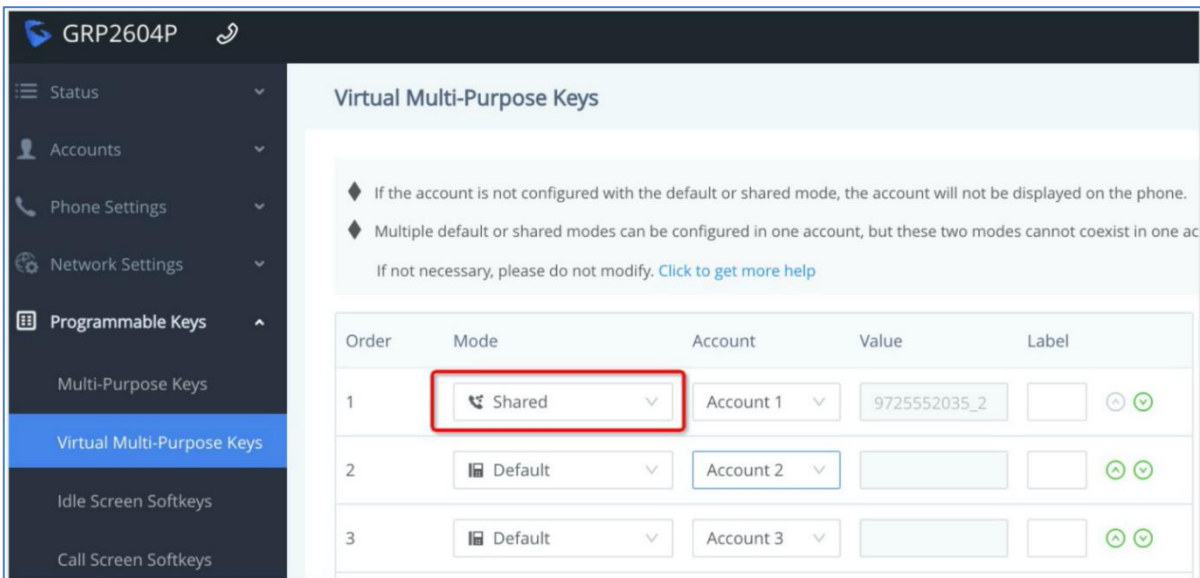 GRP2604P
Status
Accounts
Phone Settings
Network Settings
Programmable Keys
Multi-Purpose Keys
Virtual Multi-Purpose Keys
Idle Screen Softkeys
Call Screen Softkeys
Virtual Multi-Purpose Keys
If the account is not configured with the default or shared mode, the account will not be displayed on the phone.
Multiple default or shared modes can be configured in one account, but these two modes cannot coexist in one ac
If not necessary, please do not modify. Click to get more help
Order Mode Account Value Label
1 Shared Account 1 9725552035_2
2 Default Account 2
3 Default Account 3